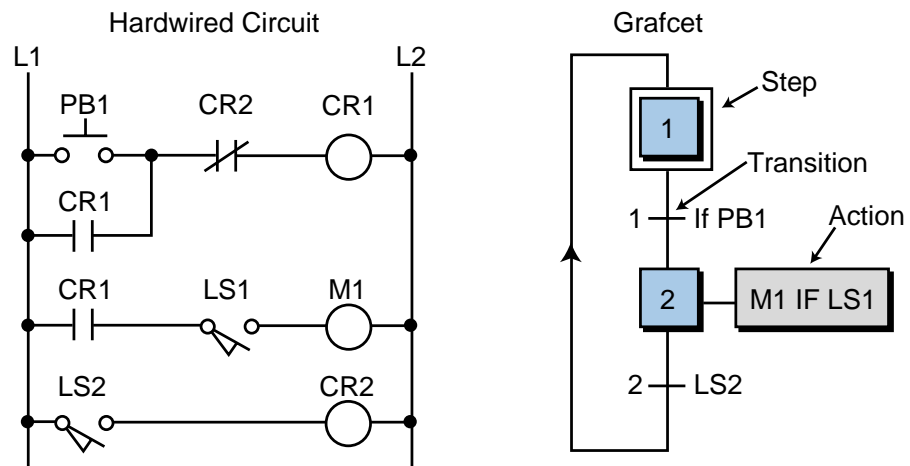 Hardwired Circuit
L1
L2
PB1
CR2
CR1
CR1
CR1
LS1
M1
LS2
CR2
Grafcet
1
Step
Transition
1
If PB1
Action
2
M1 IF LS1
2
LS2